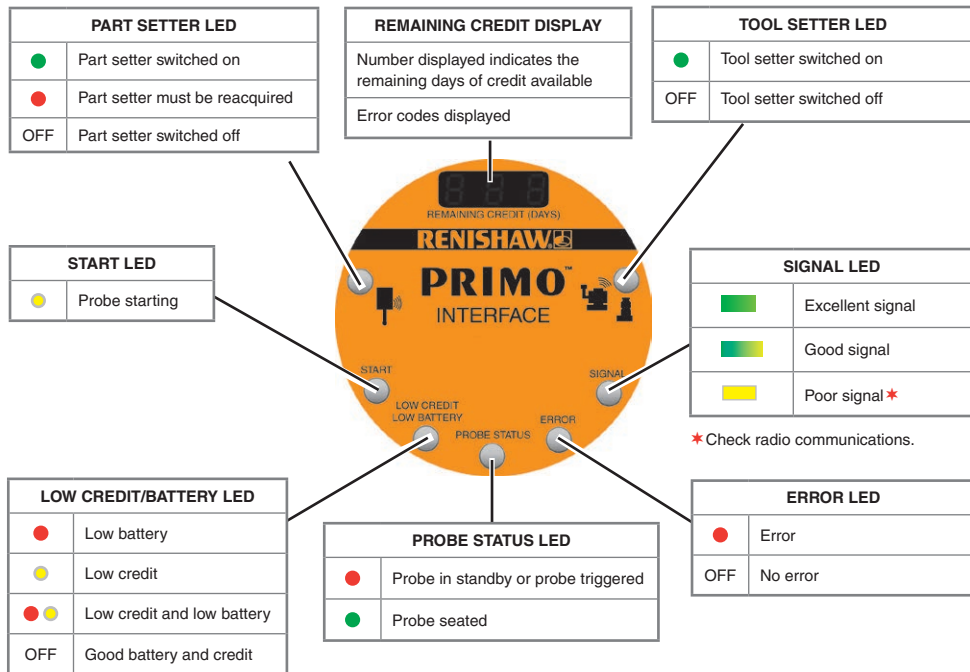 PART SETTER LED
Part setter switched on
Part setter must be reacquired
OFF Part setter switched off
REMAINING CREDIT DISPLAY
Number displayed indicates the
remaining days of credit available
Error codes displayed
TOOL SETTER LED
Tool setter switched on
OFF Tool setter switched off
REMAINING CREDIT (DAYS)
RENISHAW
PRIMO™
INTERFACE
START
LOW CREDIT
LOW BATTERY
PROBE STATUS
ERROR
SIGNAL
START LED
Probe starting
SIGNAL LED
Excellent signal
Good signal
Poor signal✶
✶Check radio communications.
LOW CREDIT/BATTERY LED
Low battery
Low credit
Low credit and low battery
OFF Good battery and credit
PROBE STATUS LED
Probe in standby or probe triggered
Probe seated
ERROR LED
Error
OFF No error